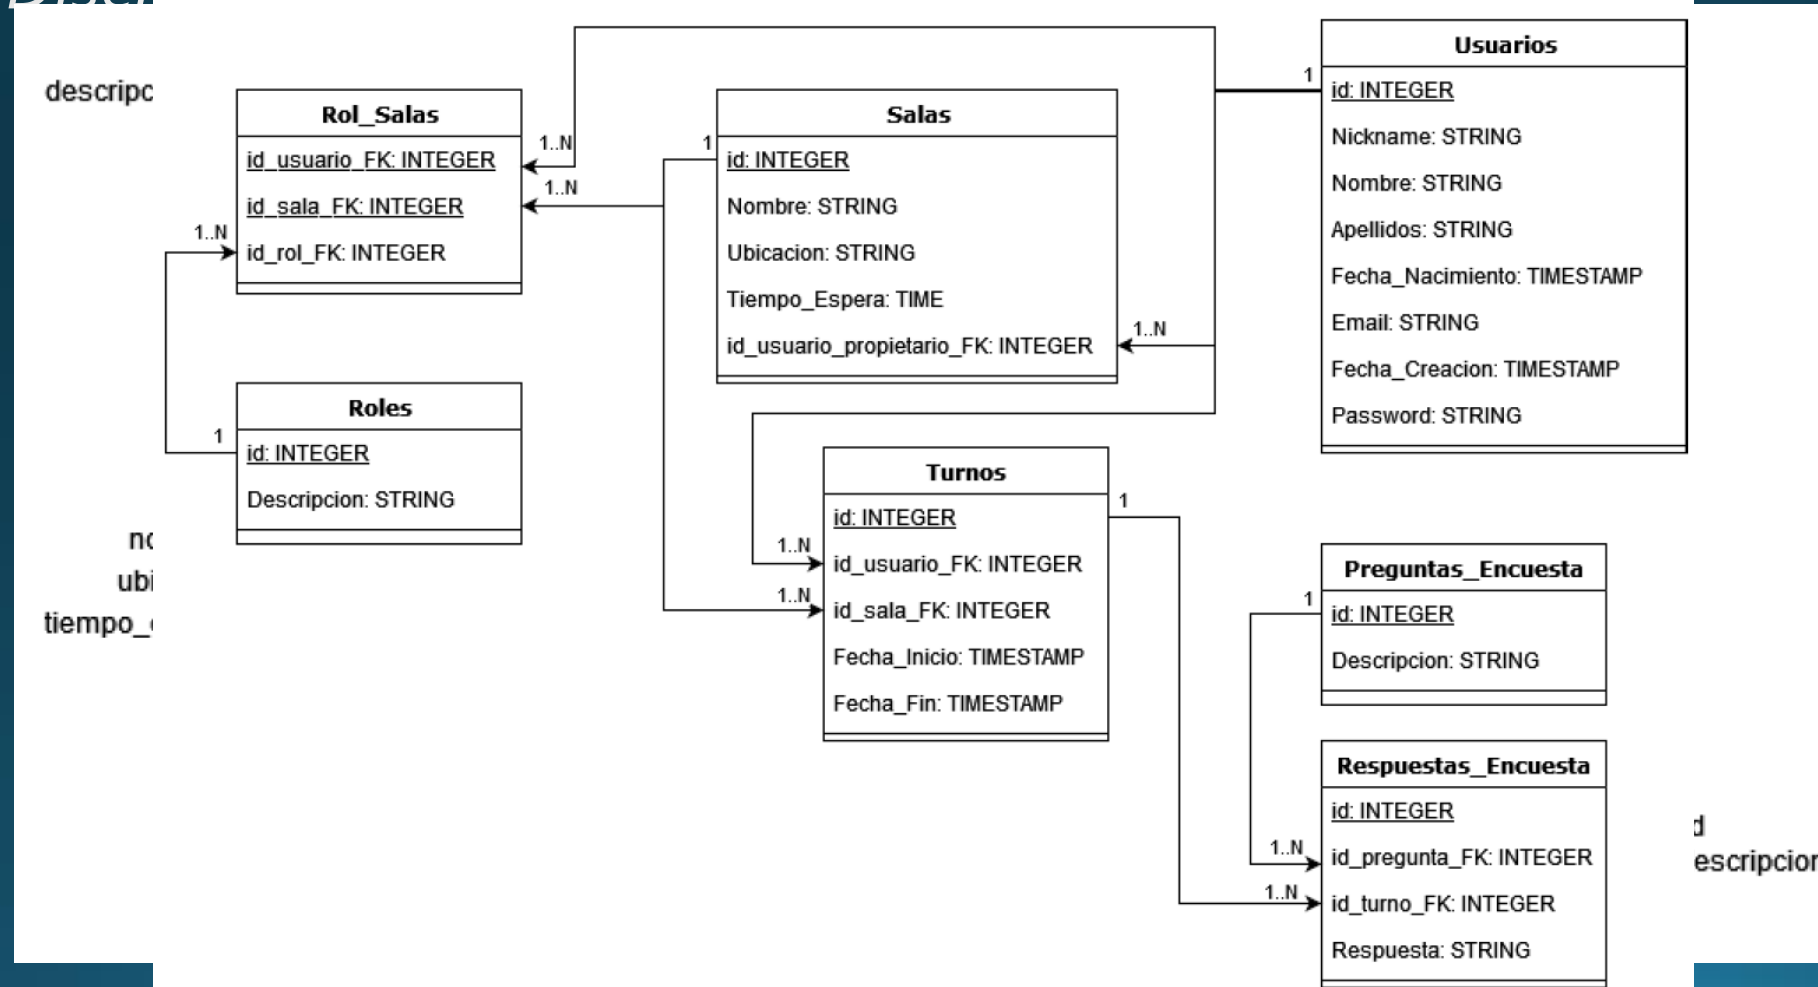 descripc
Rol_Salas
id_usuario_FK: INTEGER
id_sala_FK: INTEGER
id_rol_FK: INTEGER
1..N
1..N
1..N
Roles
1
id: INTEGER
Descripcion: STRING
Salas
1
id: INTEGER
Nombre: STRING
Ubicacion: STRING
Tiempo_Espera: TIME
id_usuario_propietario_FK: INTEGER
1..N
Usuarios
1
id: INTEGER
Nickname: STRING
Nombre: STRING
Apellidos: STRING
Fecha_Nacimiento: TIMESTAMP
Email: STRING
Fecha_Creacion: TIMESTAMP
Password: STRING
Turnos
1
id: INTEGER
1..N
id_usuario_FK: INTEGER
1..N
id_sala_FK: INTEGER
Fecha_Inicio: TIMESTAMP
Fecha_Fin: TIMESTAMP
Preguntas_Encuesta
1
id: INTEGER
Descripcion: STRING
Respuestas_Encuesta
id: INTEGER
1..N
id_pregunta_FK: INTEGER
1..N
id_turno_FK: INTEGER
Respuesta: STRING
ubi
tiempo_
d
escripcion